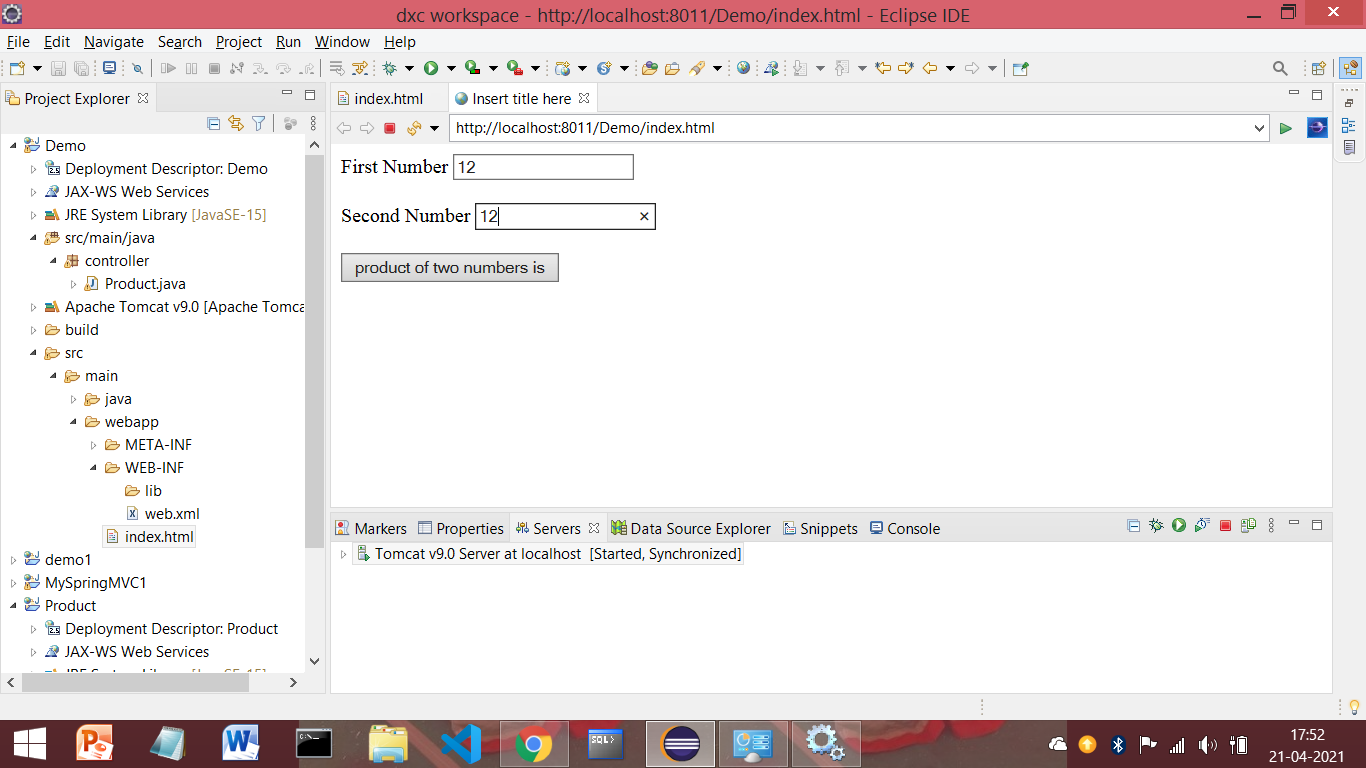 dxc workspace - http://localhost:8011/Demo/index.html - Eclipse IDE
File Edit Navigate Search Project Run Window Help
Project Explorer
index.html
Insert title here
http://localhost:8011/Demo/index.html
Demo
Deployment Descriptor: Demo
JAX-WS Web Services
JRE System Library [JavaSE-15]
src/main/java
controller
Product.java
Apache Tomcat v9.0 [Apache Tomca
build
src
main
java
webapp
META-INF
WEB-INF
lib
web.xml
index.html
demo1
MySpringMVC1
Product
Deployment Descriptor: Product
JAX-WS Web Services
First Number 12
Second Number 12
product of two numbers is
Markers Properties Servers Data Source Explorer Snippets Console
Tomcat v9.0 Server at localhost [Started, Synchronized]
SQL>
17:52
21-04-2021